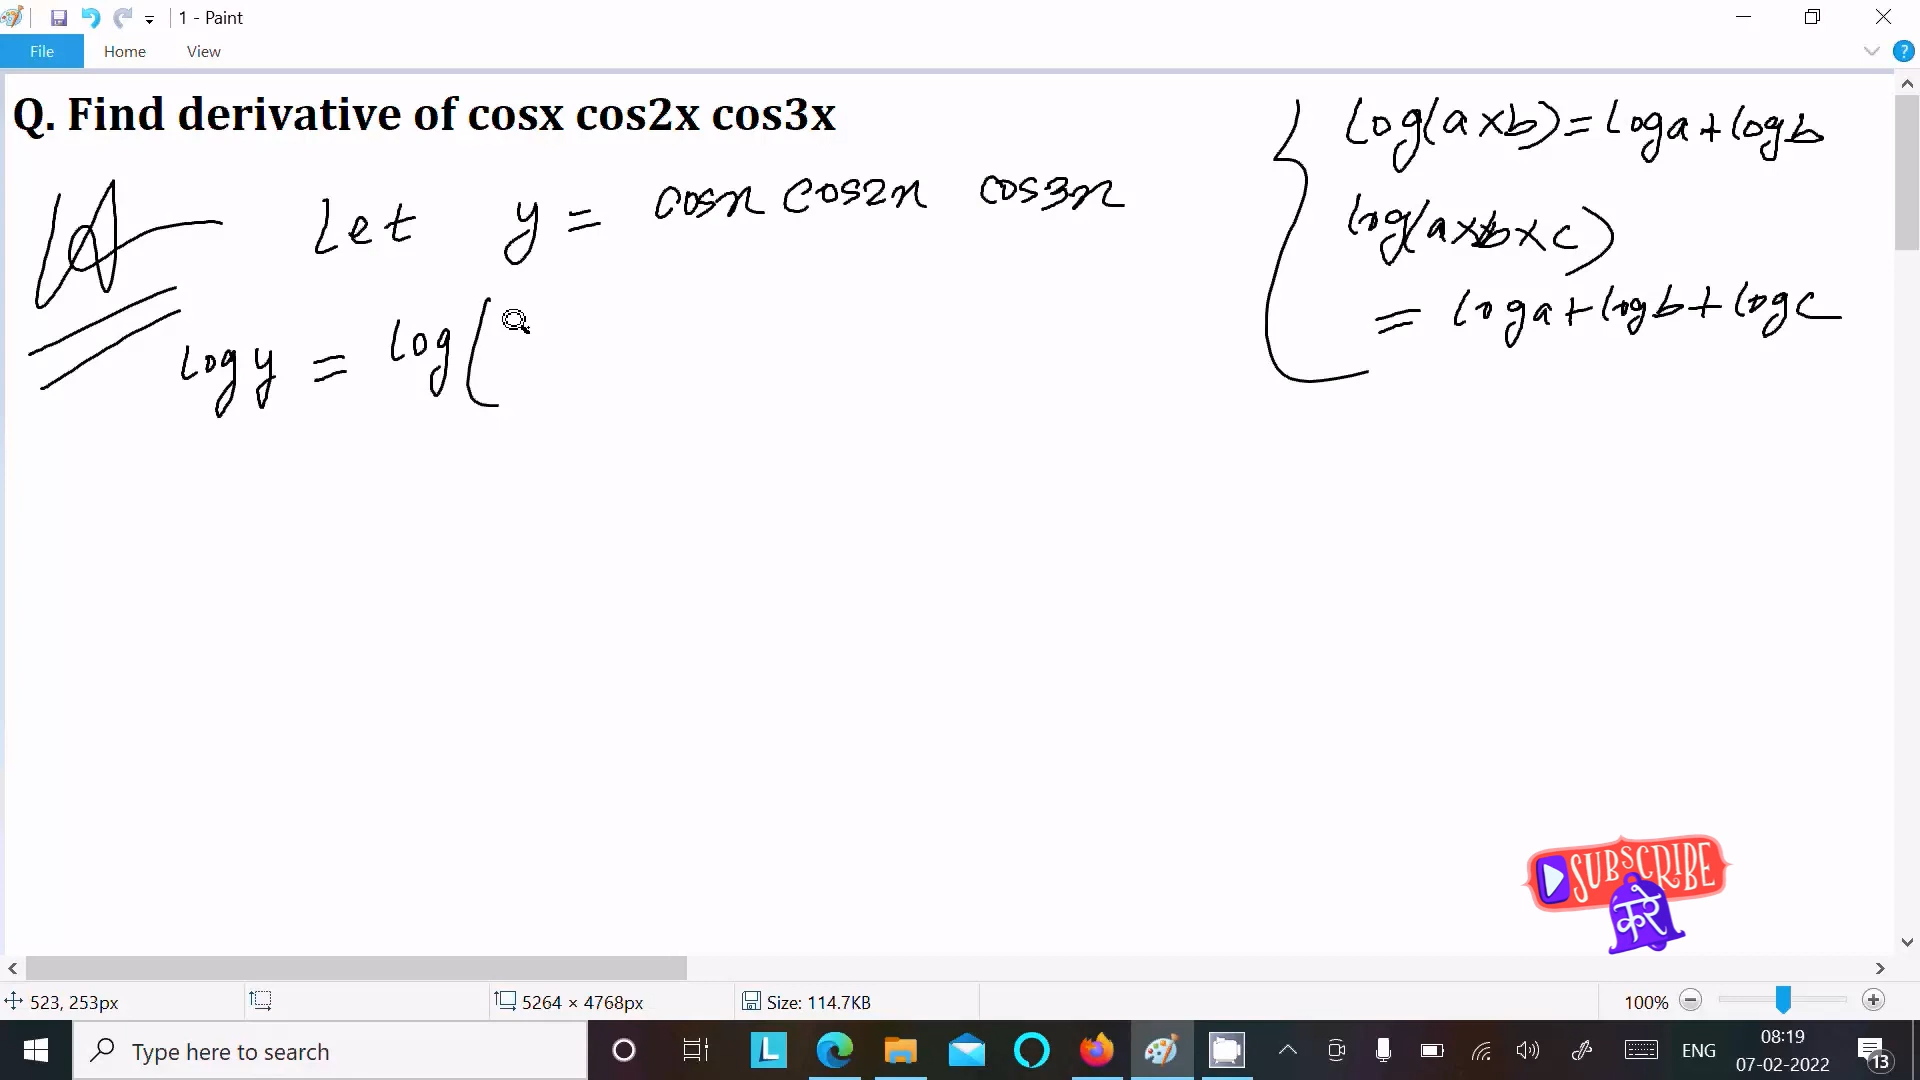 1 - Paint
File Home View
Q. Find derivative of cosx cos2x cos3x
Let y = cosx cos2x cos3x
log y = log(
log(a×b)=loga+logb
log(a×b×c)
= loga+logb+logc
SUBSCRIBE
करे
523, 253px 5264 × 4768px Size: 114.7KB 100%
Type here to search
L
ENG
08:19
07-02-2022
13